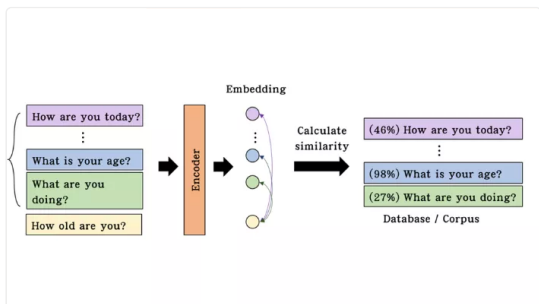 How are you today?
⋮
What is your age?
What are you
doing?
How old are you?
Encoder
Embedding
⋮
Calculate
similarity
(46%) How are you today?
⋮
(98%) What is your age?
(27%) What are you doing?
Database / Corpus